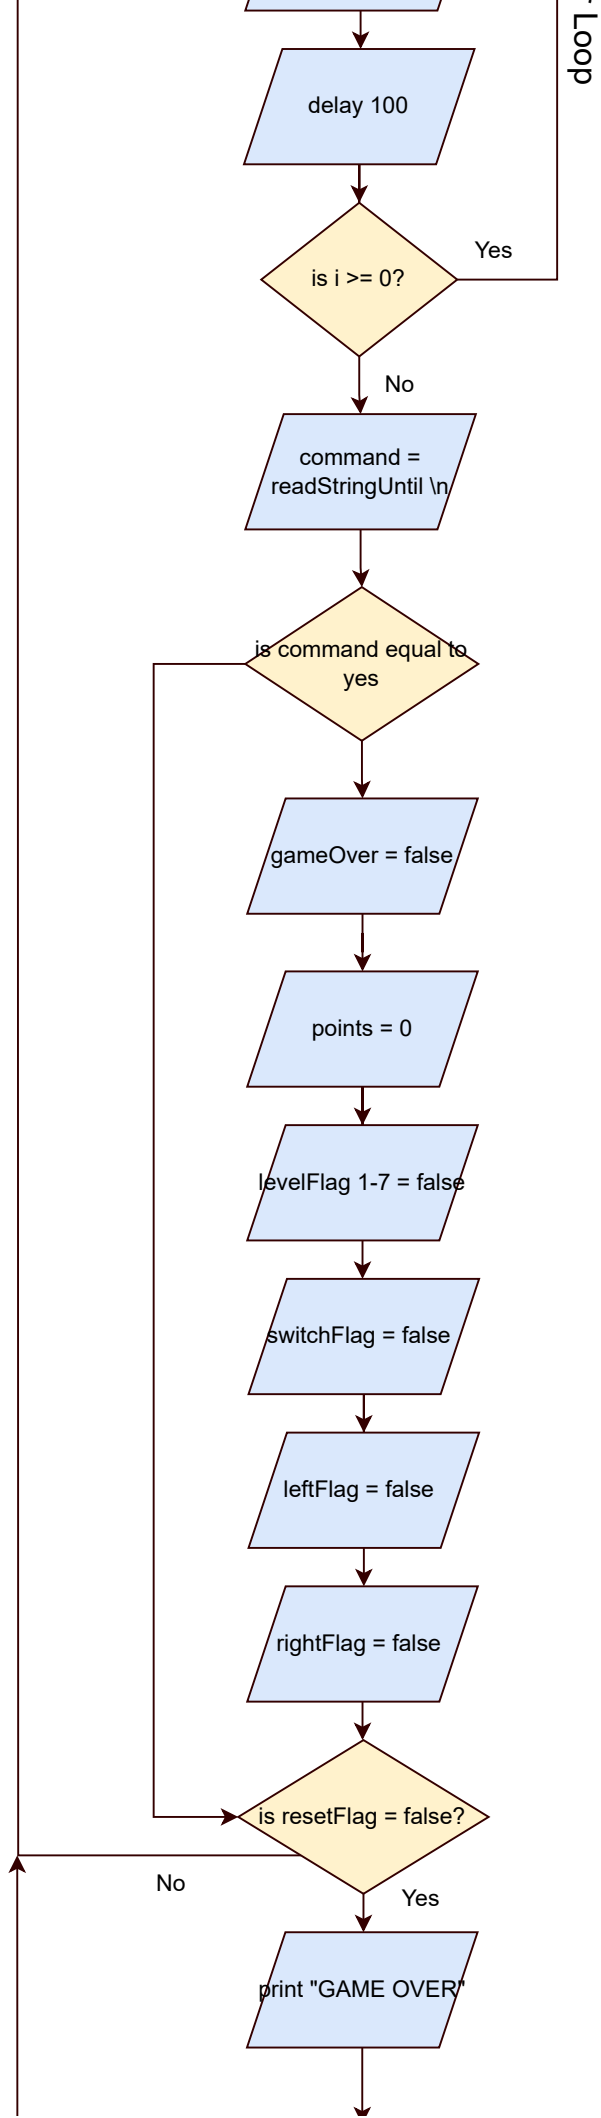 Loop
delay 100
Yes
is i >= 0?
No
command =
readStringUntil \n
is command equal to
yes
gameOver = false
points = 0
levelFlag 1-7 = false
switchFlag = false
leftFlag = false
rightFlag = false
is resetFlag = false?
No
Yes
print "GAME OVER"